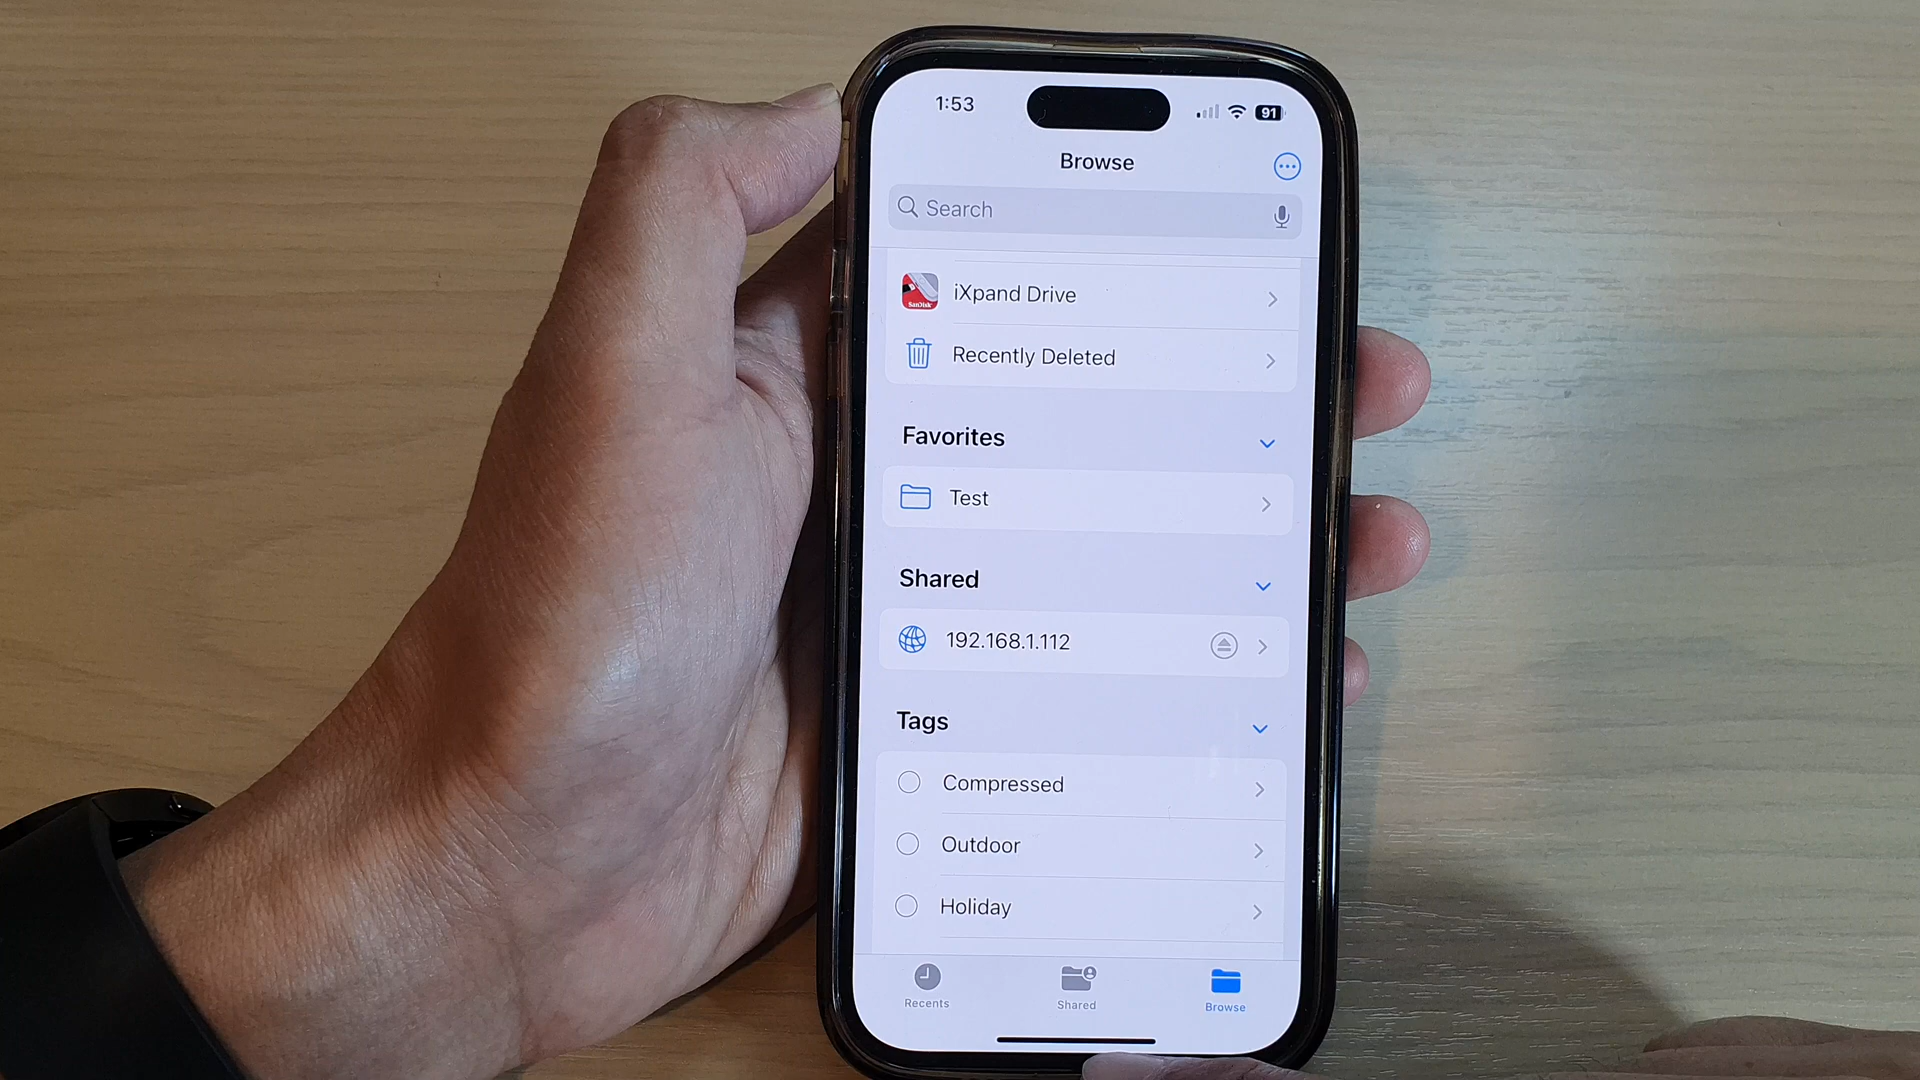 1:53
91
Browse
Search
SanDisk
iXpand Drive
Recently Deleted
Favorites
Test
Shared
192.168.1.112
Tags
Compressed
Outdoor
Holiday
Recents
Shared
Browse